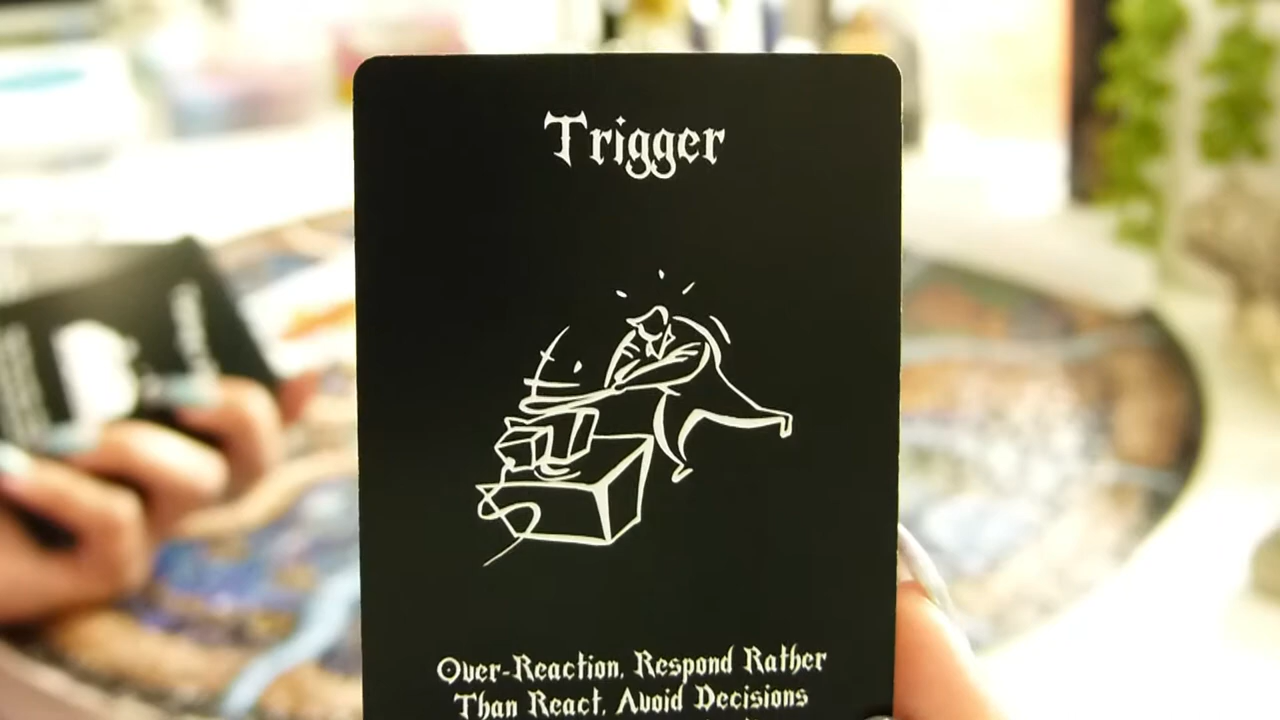 Trigger
Over-Reaction, Respond Rather
Than React, Avoid Decisions